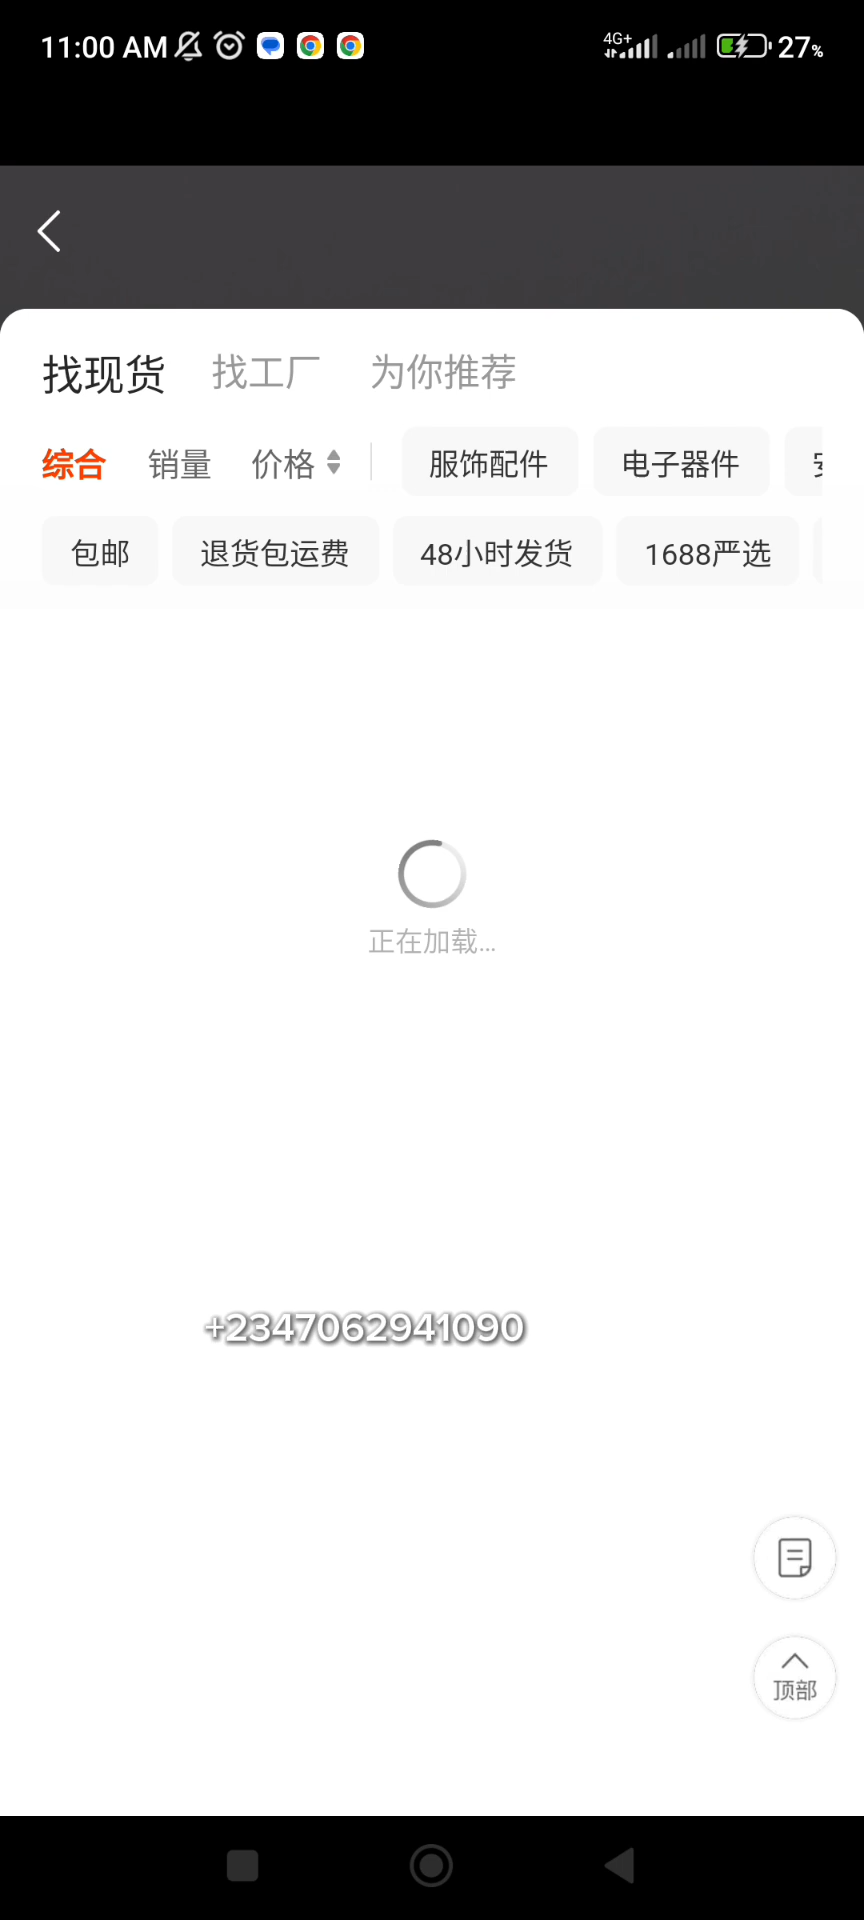 11:00 AM 4G+ 27%
找现货 找工厂 为你推荐
综合 销量 价格 服饰配件 电子器件
包邮 退货包运费 48小时发货 1688严选
正在加载...
+2347062941090
顶部